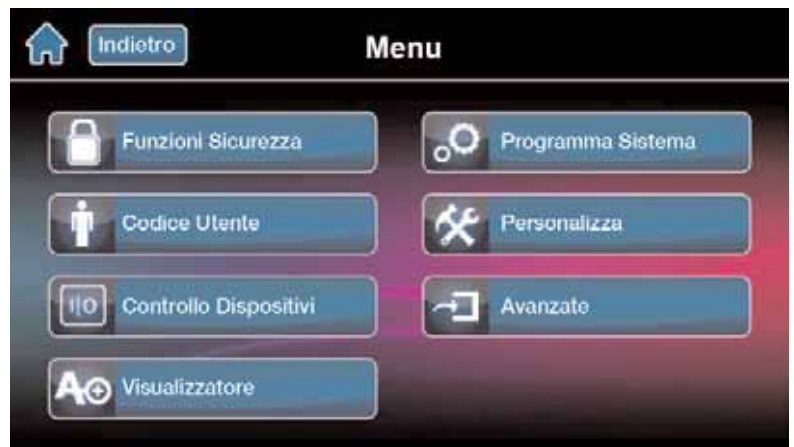 Indietro
Menu
Funzioni Sicurezza
Programma Sistema
Codice Utente
Personalizza
I|O
Controllo Dispositivi
Avanzate
A
Visualizzatore